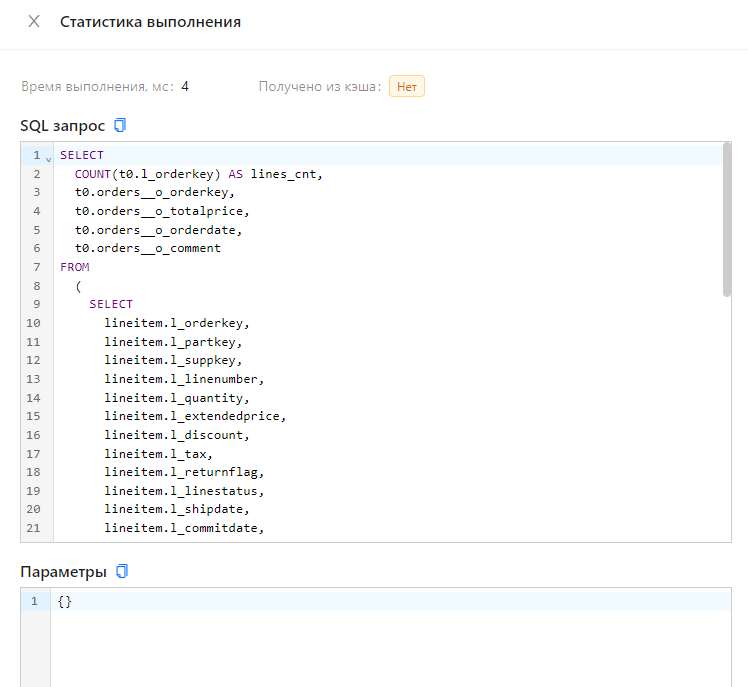 Статистика выполнения
Время выполнения, мс: 4 Получено из кэша: Нет
SQL запрос
1 SELECT
2 COUNT(t0.l_orderkey) AS lines_cnt,
3 t0.orders__o_orderkey,
4 t0.orders__o_totalprice,
5 t0.orders__o_orderdate,
6 t0.orders__o_comment
7 FROM
8 (
9 SELECT
10 lineitem.l_orderkey,
11 lineitem.l_partkey,
12 lineitem.l_suppkey,
13 lineitem.l_linenumber,
14 lineitem.l_quantity,
15 lineitem.l_extendedprice,
16 lineitem.l_discount,
17 lineitem.l_tax,
18 lineitem.l_returnflag,
19 lineitem.l_linestatus,
20 lineitem.l_shipdate,
21 lineitem.l_commitdate,
Параметры
1 {}